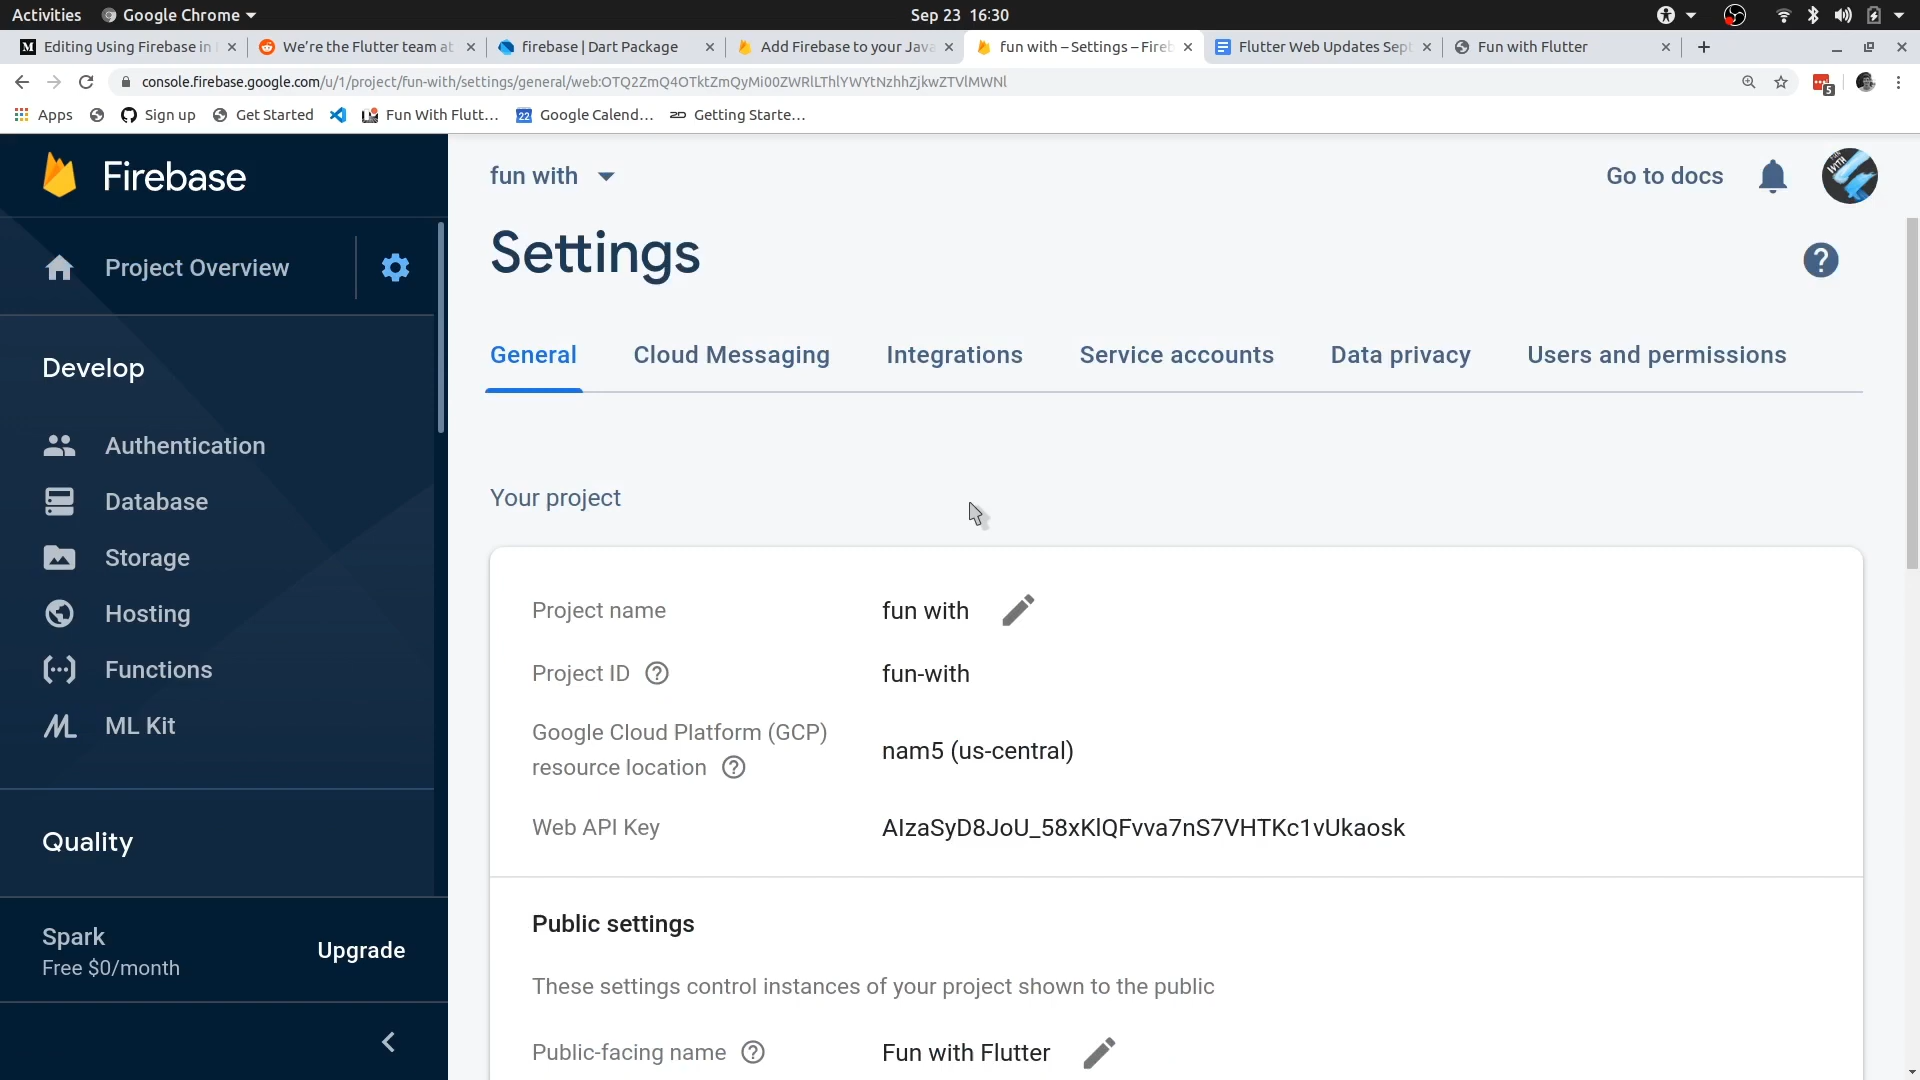 Activities Google Chrome Sep 23 16:30
Editing Using Firebase in
We're the Flutter team at
firebase | Dart Package
Add Firebase to your Java
fun with – Settings – Fireb
Flutter Web Updates Sept
Fun with Flutter
console.firebase.google.com/u/1/project/fun-with/settings/general/web:OTQ2ZmQ4OTktZmQyMi00ZWRlLThlYWYtNzhhZjkwZTVlMWNl
5
Apps Sign up Get Started Fun With Flutt... 22 Google Calend... Getting Starte...
Firebase
fun with
Go to docs
WITH
Settings
Project Overview
General Cloud Messaging Integrations Service accounts Data privacy Users and permissions
Develop
Authentication
Database
Storage
Hosting
Functions
ML Kit
Quality
Spark
Free $0/month
Upgrade
Your project
Project name fun with
Project ID fun-with
Google Cloud Platform (GCP)
resource location nam5 (us-central)
Web API Key AIzaSyD8JoU_58xKlQFvva7nS7VHTKc1vUkaosk
Public settings
These settings control instances of your project shown to the public
Public-facing name Fun with Flutter